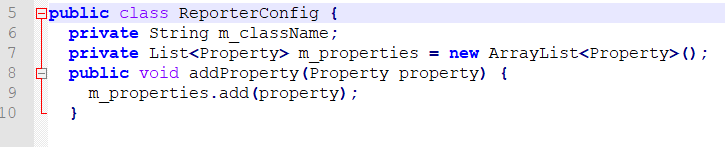 5 public class ReporterConfig {
6 private String m_className;
7 private List<Property> m_properties = new ArrayList<Property>();
8 public void addProperty(Property property) {
9 m_properties.add(property);
10 }